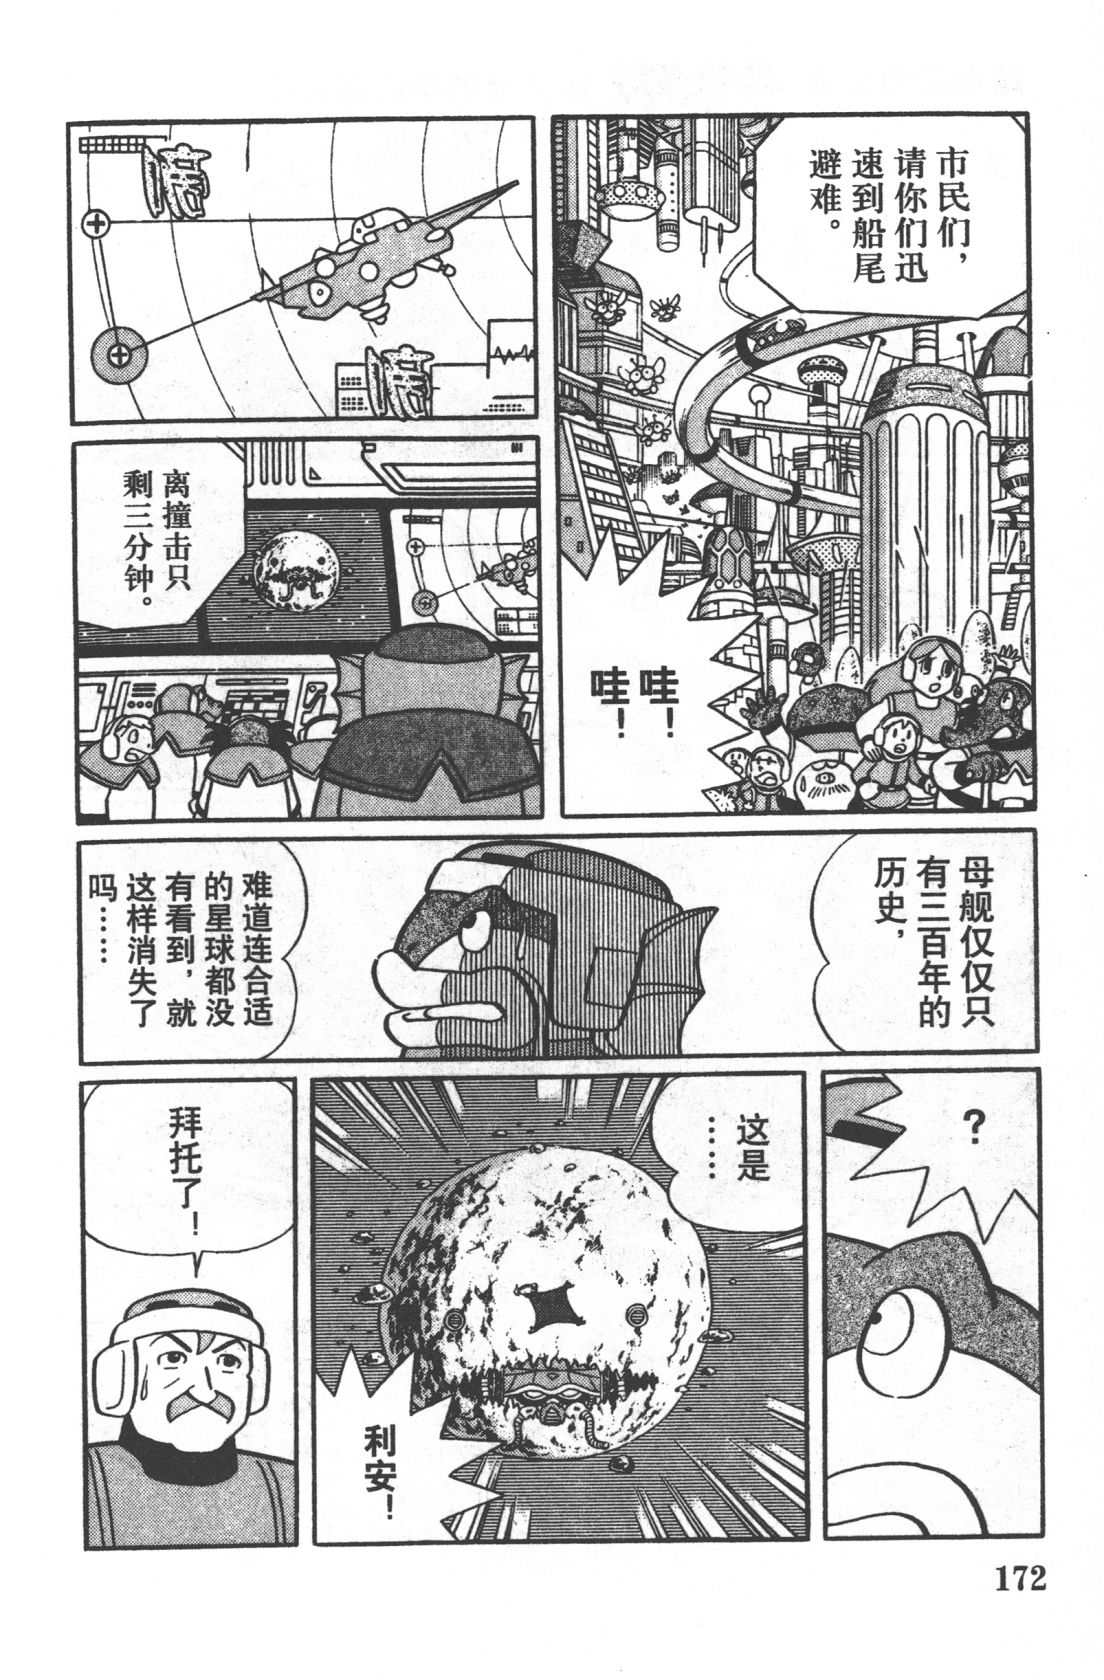 市民们，
请你们迅
速到船尾
避难。
哇！
哇！
离撞击只
剩三分钟。
母舰仅仅只
有三百年的
历史，
难道连合适
的星球都没
有看到，就
这样消失了
吗……
？
这是
……
利安！
拜托了！
172